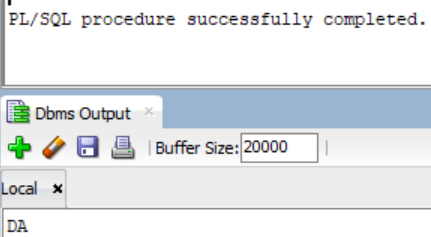 PL/SQL procedure successfully completed.
Dbms Output
Buffer Size: 20000
Local
DA